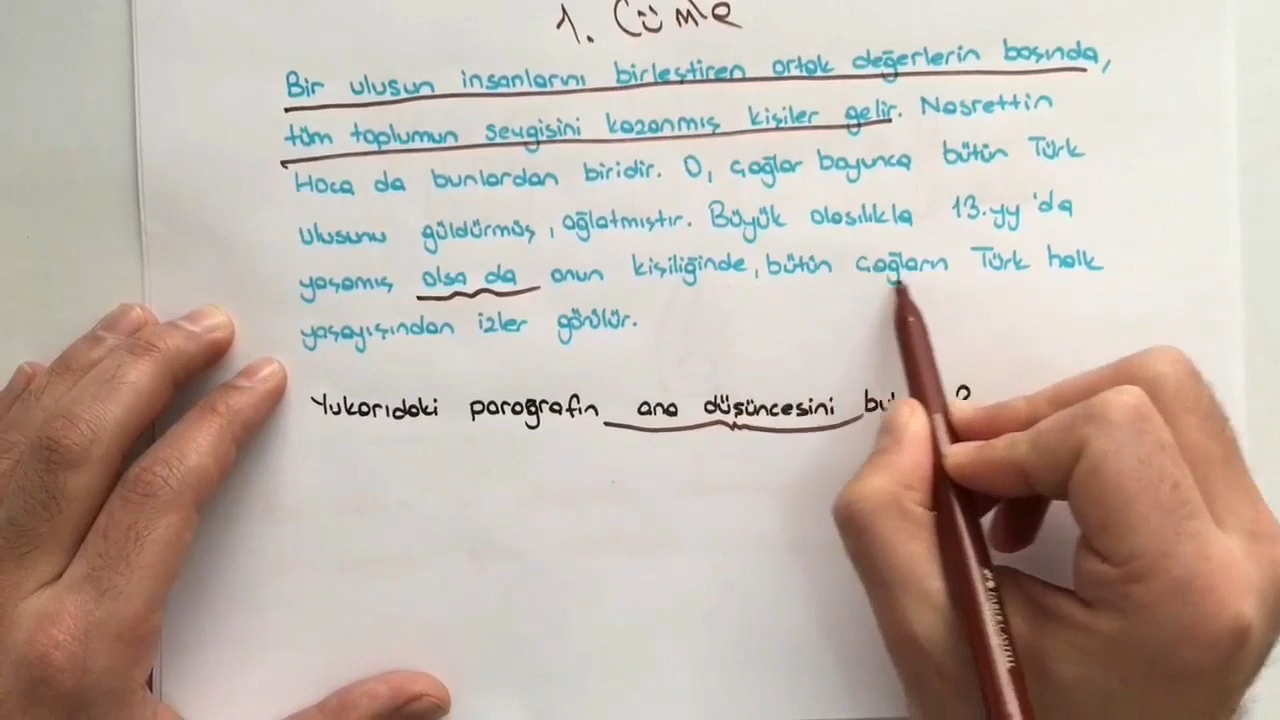 1. Cümle
Bir ulusun insanlarını birleştiren ortak değerlerin başında,
tüm toplumun sevgisini kazanmış kişiler gelir. Nasrettin
Hoca da bunlardan biridir. O, çağlar boyunca bütün Türk
ulusunu güldürmüş, ağlatmıştır. Büyük olasılıkla 13.yy'da
yaşamış olsa da onun kişiliğinde, bütün çağların Türk halk
yaşayışından izler görülür.
Yukarıdaki paragrafın ana düşüncesini